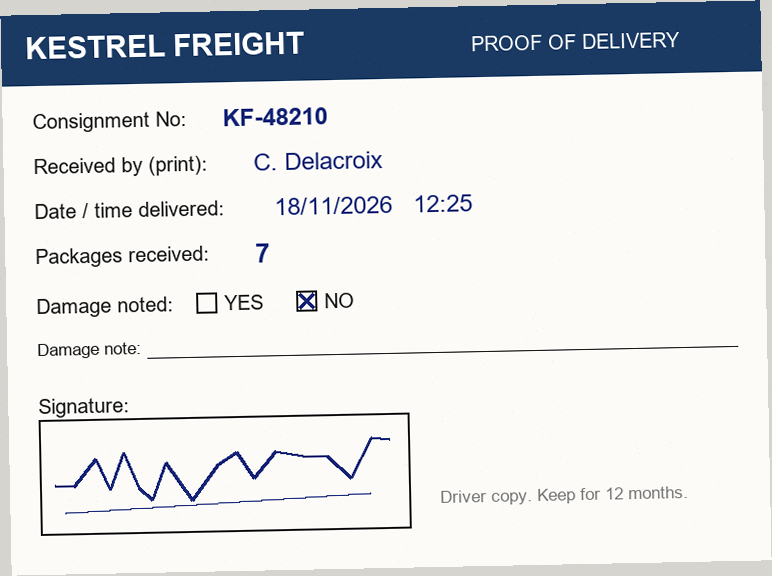 KESTREL FREIGHT PROOF OF DELIVERY
Consignment No: KF-48210
Received by (print): C. Delacroix
Date / time delivered: 18/11/2026 12:25
Packages received: 7
Damage noted: YES NO
Damage note:
Signature:
Driver copy. Keep for 12 months.